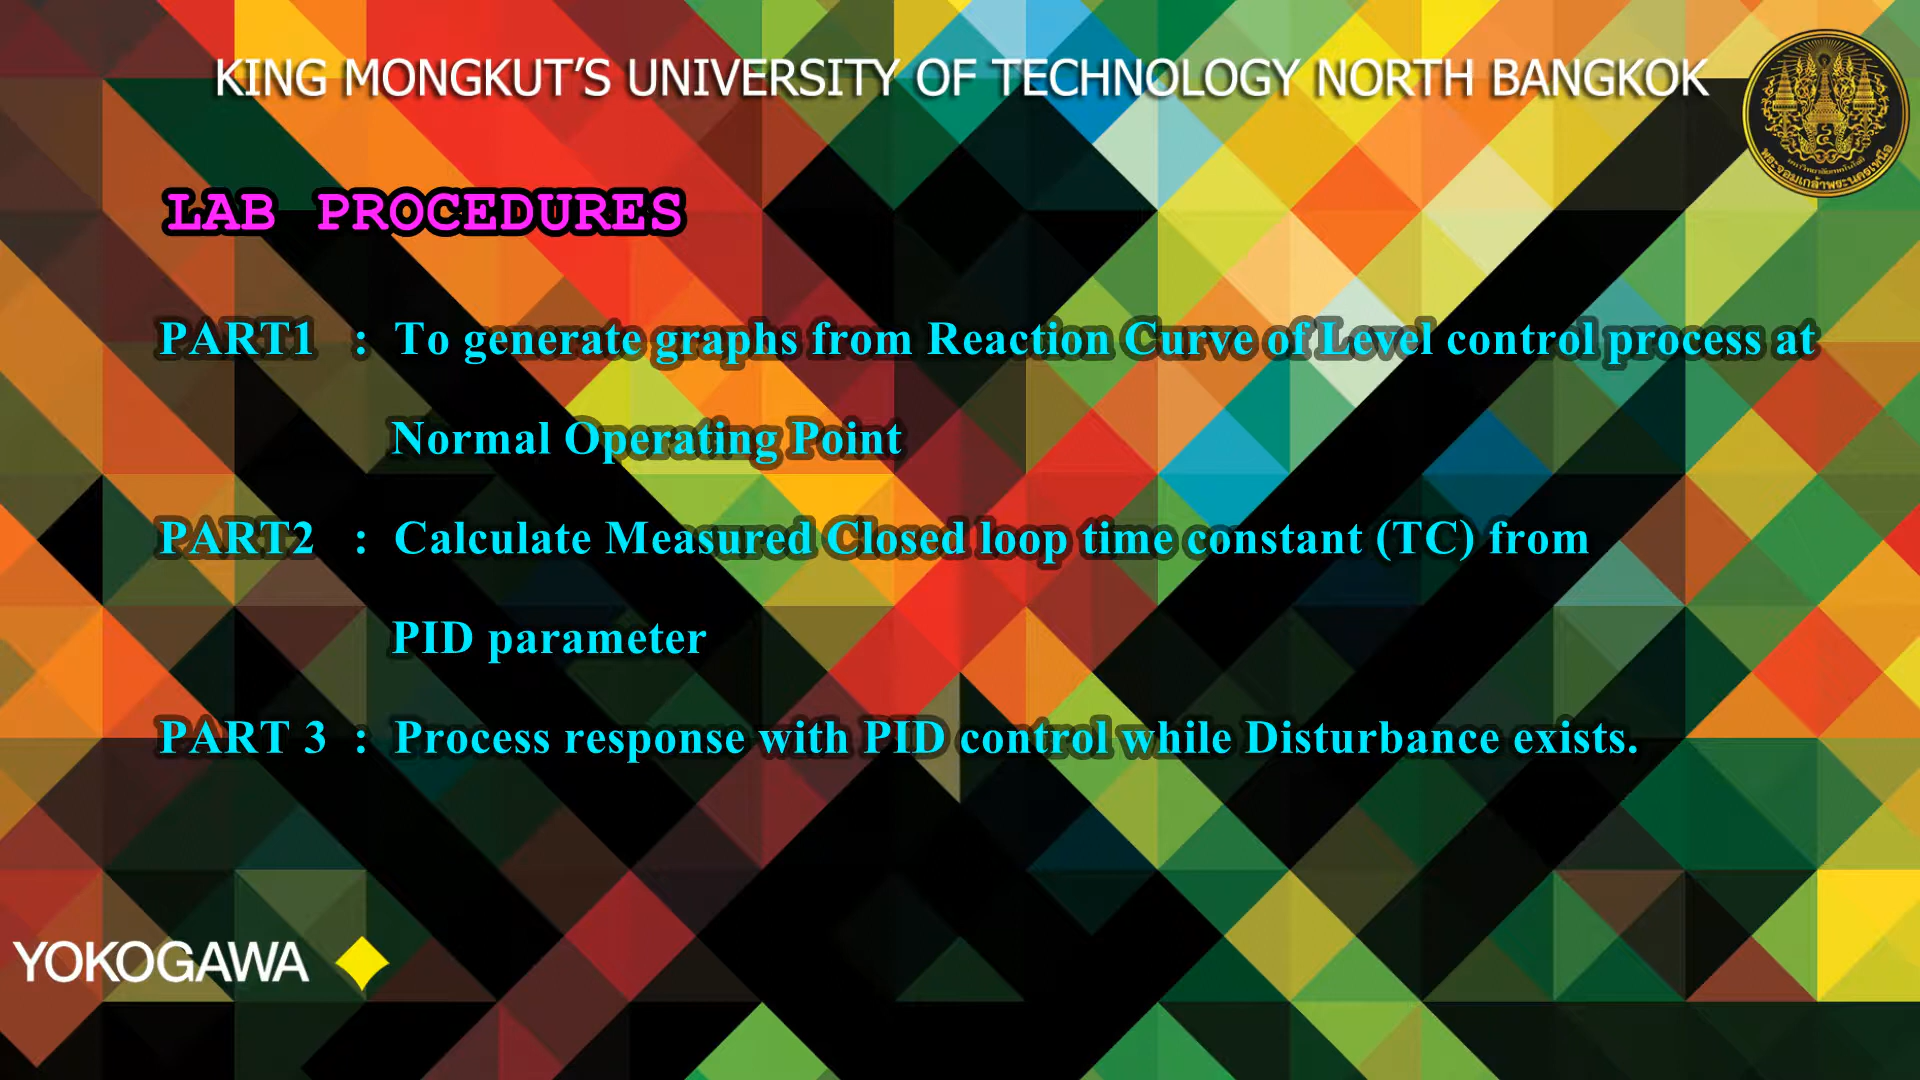 KING MONGKUT'S UNIVERSITY OF TECHNOLOGY NORTH BANGKOK
LAB PROCEDURES
PART1 : To generate graphs from Reaction Curve of Level control process at
Normal Operating Point
PART2 : Calculate Measured Closed loop time constant (TC) from
PID parameter
PART 3 : Process response with PID control while Disturbance exists.
YOKOGAWA